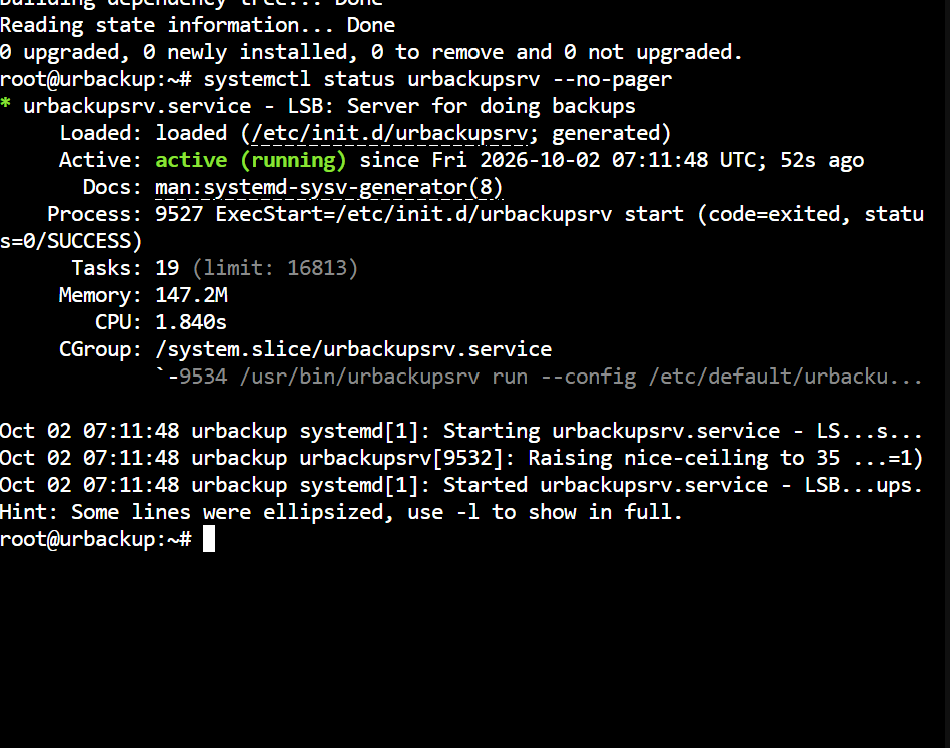 Building dependency tree... Done
Reading state information... Done
0 upgraded, 0 newly installed, 0 to remove and 0 not upgraded.
root@urbackup:~# systemctl status urbackupsrv --no-pager
* urbackupsrv.service - LSB: Server for doing backups
     Loaded: loaded (/etc/init.d/urbackupsrv; generated)
     Active: active (running) since Fri 2026-10-02 07:11:48 UTC; 52s ago
       Docs: man:systemd-sysv-generator(8)
    Process: 9527 ExecStart=/etc/init.d/urbackupsrv start (code=exited, statu
s=0/SUCCESS)
      Tasks: 19 (limit: 16813)
     Memory: 147.2M
        CPU: 1.840s
     CGroup: /system.slice/urbackupsrv.service
             `-9534 /usr/bin/urbackupsrv run --config /etc/default/urbacku...

Oct 02 07:11:48 urbackup systemd[1]: Starting urbackupsrv.service - LS...s...
Oct 02 07:11:48 urbackup urbackupsrv[9532]: Raising nice-ceiling to 35 ...=1)
Oct 02 07:11:48 urbackup systemd[1]: Started urbackupsrv.service - LSB...ups.
Hint: Some lines were ellipsized, use -l to show in full.
root@urbackup:~#